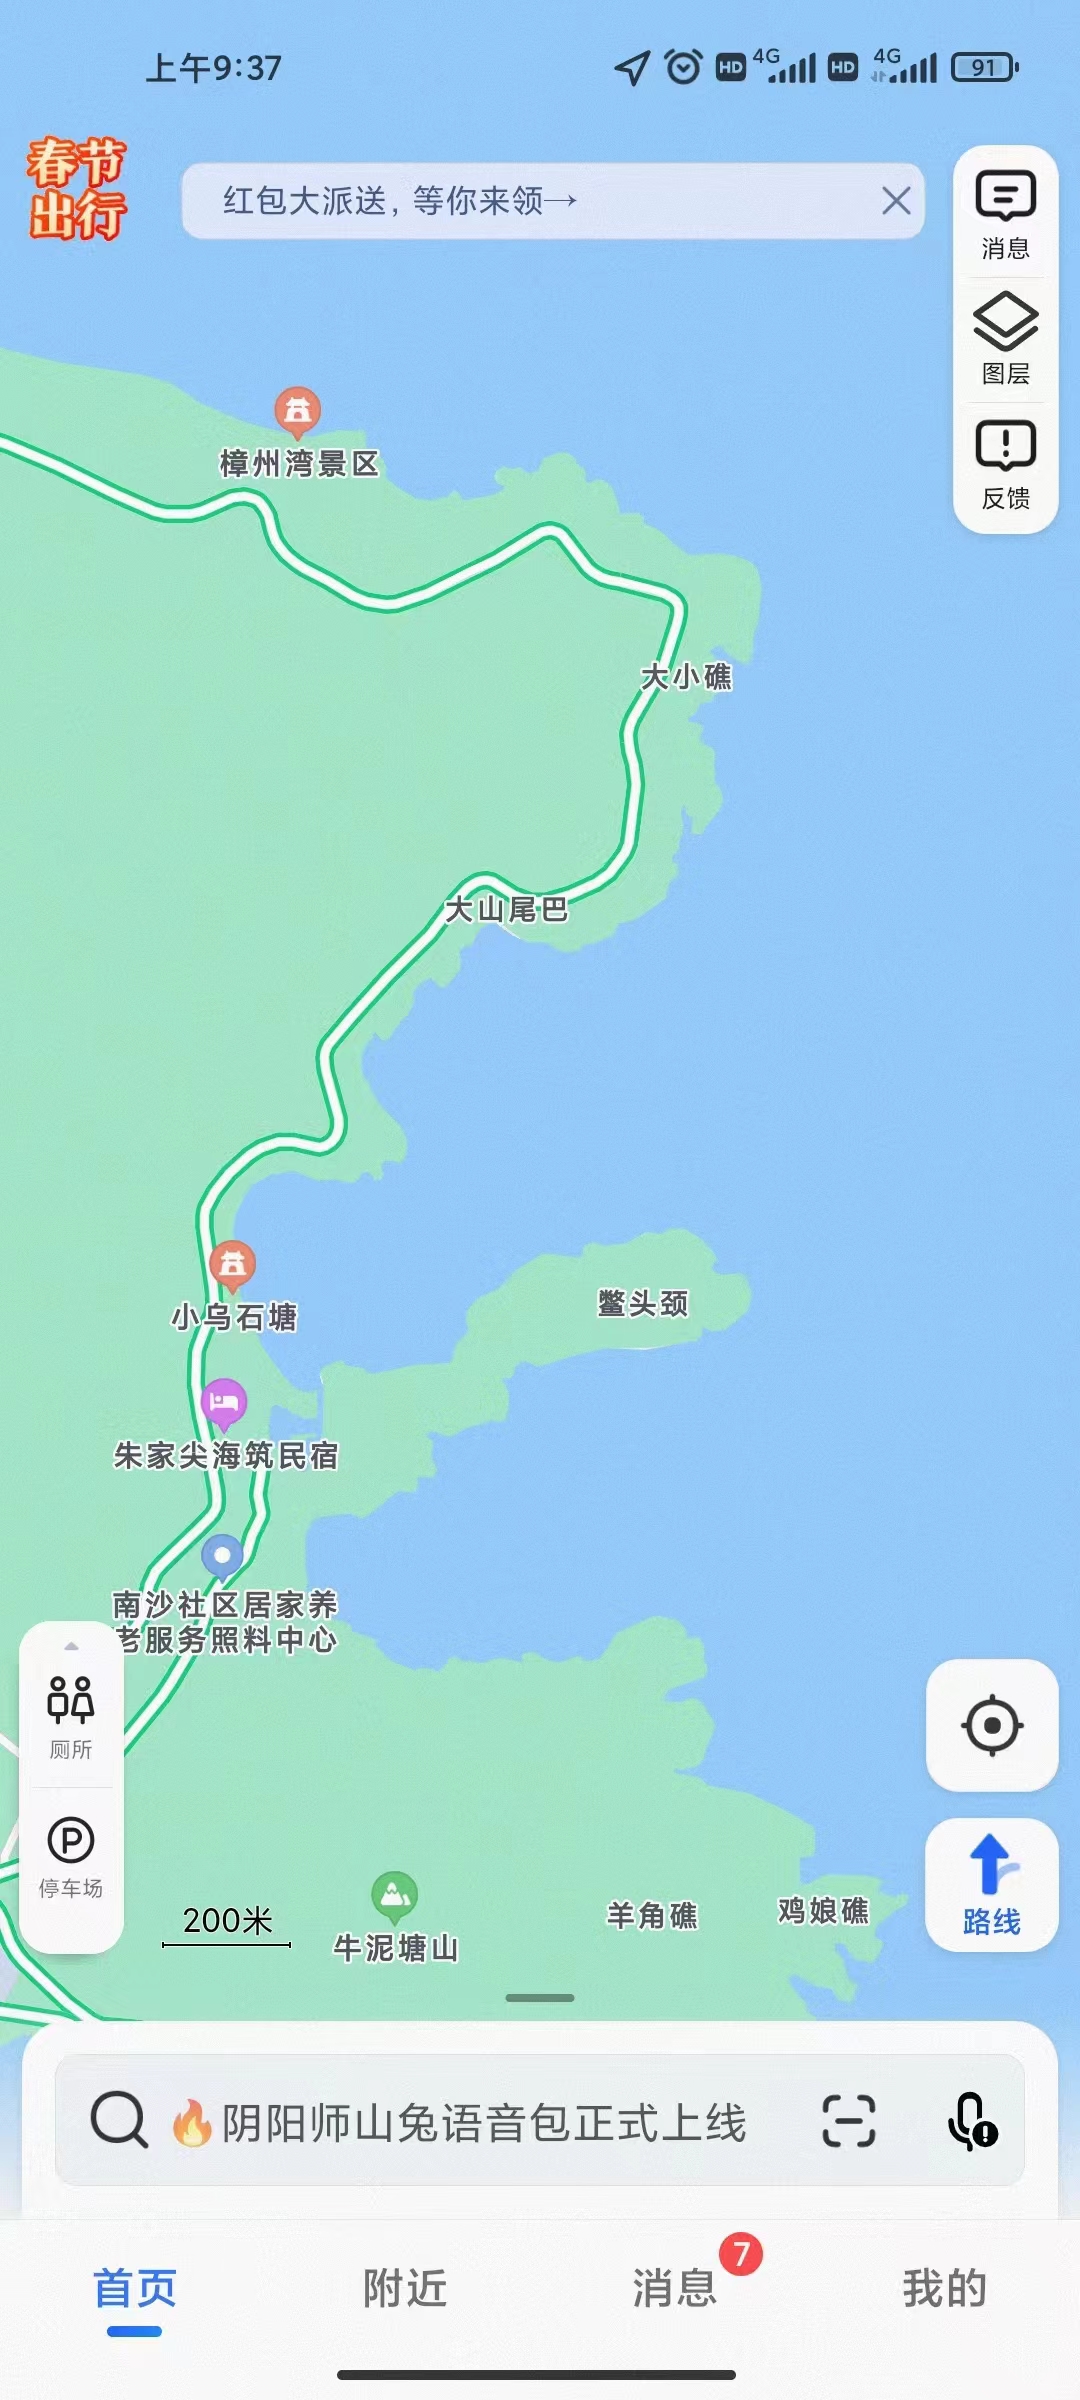 上午9:37
HD
4G
HD
4G
91
春节
出行
红包大派送，等你来领→
消息
图层
反馈
樟州湾景区
大小礁
大山尾巴
鳌头颈
小乌石塘
朱家尖海筑民宿
南沙社区居家养
老服务照料中心
厕所
P
停车场
200米
牛泥塘山
羊角礁
鸡娘礁
路线
阴阳师山兔语音包正式上线
首页
附近
消息
7
我的